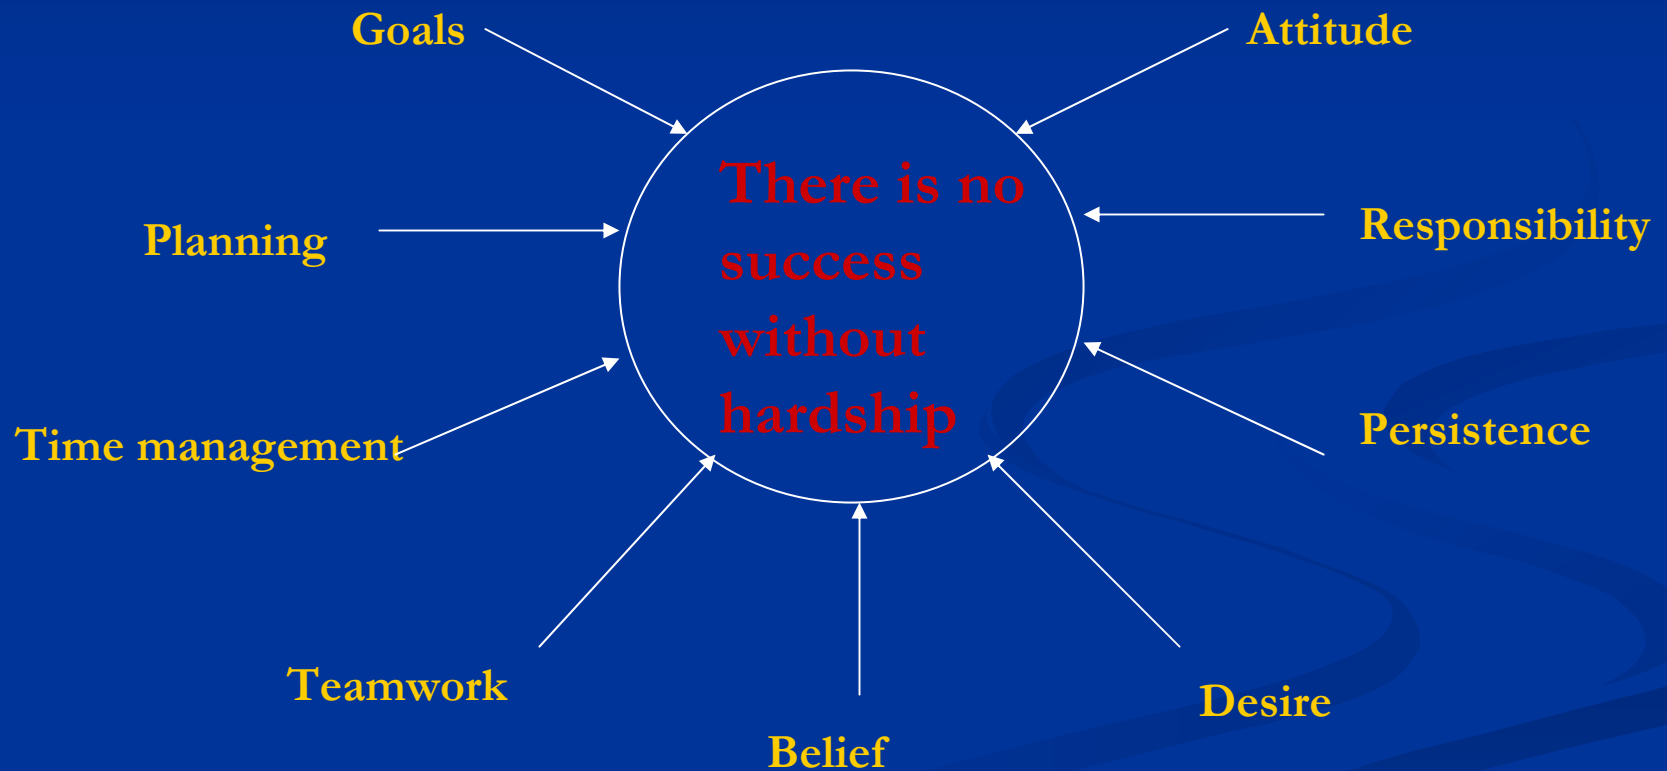 Goals
Attitude
There is no
success
without
hardship
Planning
Responsibility
Time management
Persistence
Teamwork
Desire
Belief